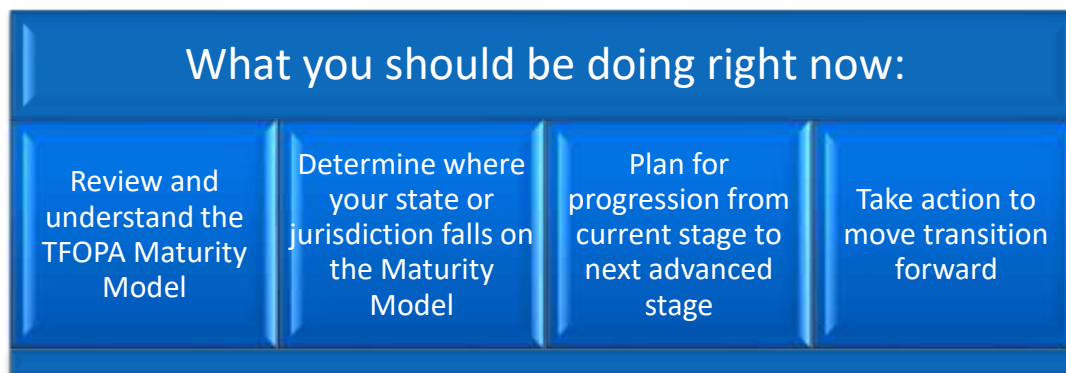 What you should be doing right now:
Review and
understand the
TFOPA Maturity
Model
Determine where
your state or
jurisdiction falls on
the Maturity
Model
Plan for
progression from
current stage to
next advanced
stage
Take action to
move transition
forward